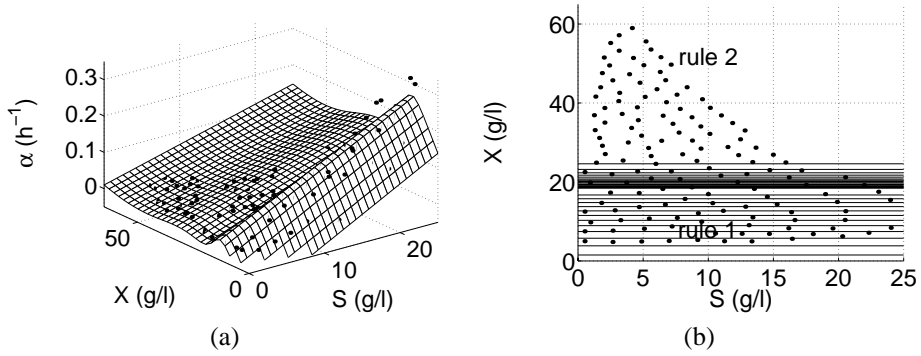 0.3
0.2
0.1
0
α (h⁻¹)
50
0
X (g/l)
0
10
20
S (g/l)
(a)
60
40
20
0
X (g/l)
rule 2
rule 1
0 5 10 15 20 25
S (g/l)
(b)